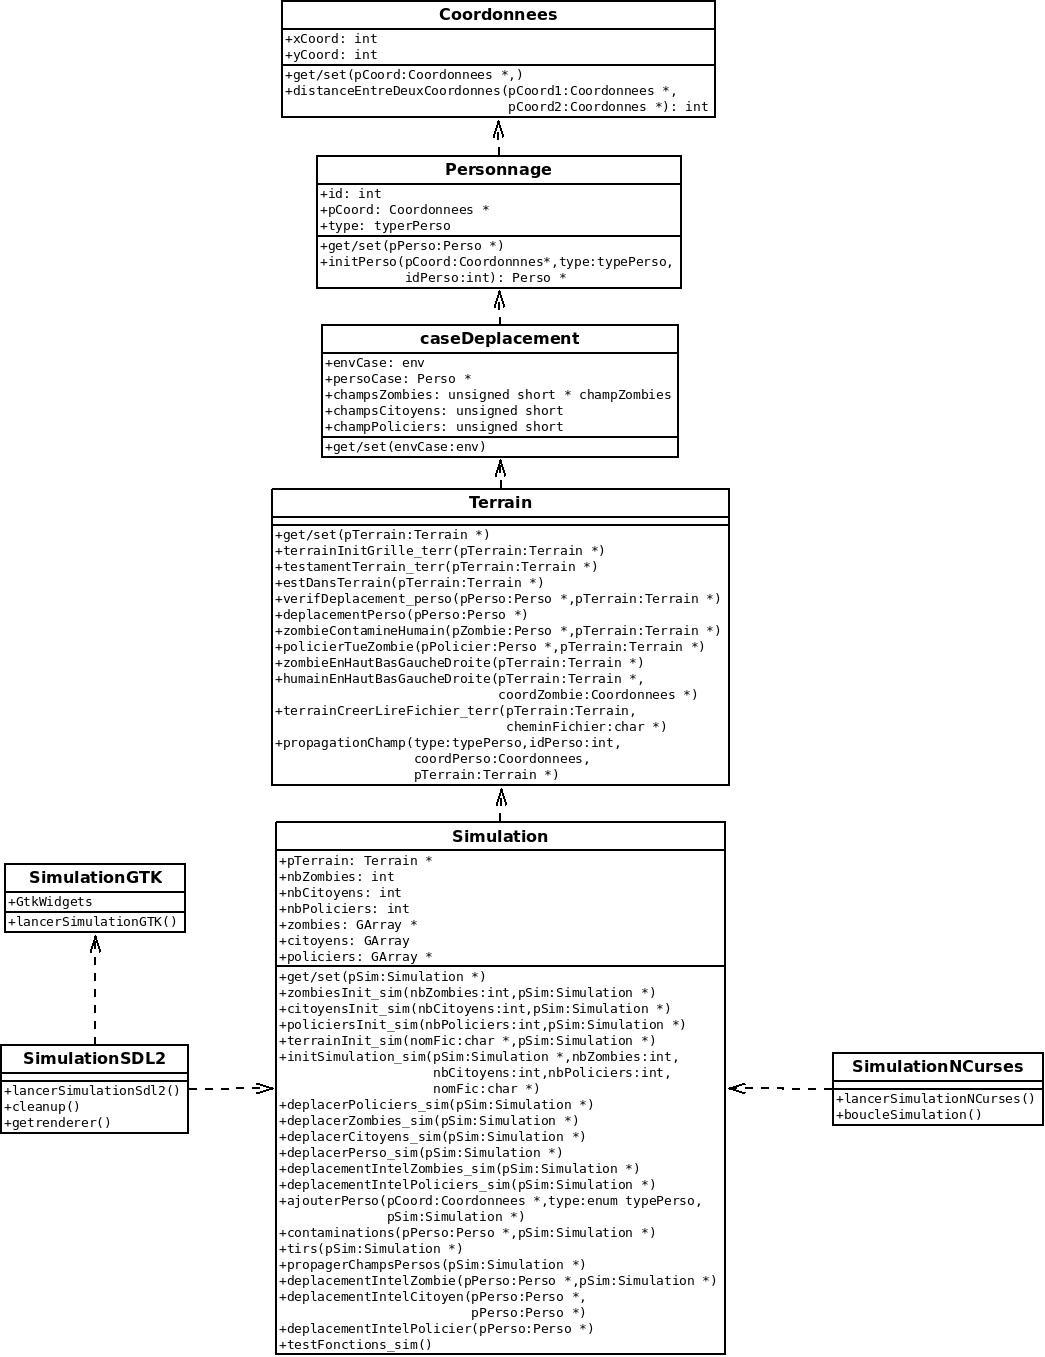 Coordonnees
+xCoord: int
+yCoord: int
+get/set(pCoord:Coordonnees *,)
+distanceEntreDeuxCoordonnes(pCoord1:Coordonnees *,
pCoord2:Coordonnes *): int
Personnage
+id: int
+pCoord: Coordonnees *
+type: typerPerso
+get/set(pPerso:Perso *)
+initPerso(pCoord:Coordonnnes*,type:typePerso,
idPerso:int): Perso *
caseDeplacement
+envCase: env
+persoCase: Perso *
+champsZombies: unsigned short * champZombies
+champsCitoyens: unsigned short
+champPoliciers: unsigned short
+get/set(envCase:env)
Terrain
+get/set(pTerrain:Terrain *)
+terrainInitGrille_terr(pTerrain:Terrain *)
+testamentTerrain_terr(pTerrain:Terrain *)
+estDansTerrain(pTerrain:Terrain *)
+verifDeplacement_perso(pPerso:Perso *,pTerrain:Terrain *)
+deplacementPerso(pPerso:Perso *)
+zombieContamineHumain(pZombie:Perso *,pTerrain:Terrain *)
+policierTueZombie(pPolicier:Perso *,pTerrain:Terrain *)
+zombieEnHautBasGaucheDroite(pTerrain:Terrain *)
+humainEnHautBasGaucheDroite(pTerrain:Terrain *,
coordZombie:Coordonnees *)
+terrainCreerLireFichier_terr(pTerrain:Terrain,
cheminFichier:char *)
+propagationChamp(type:typePerso,idPerso:int,
coordPerso:Coordonnees,
pTerrain:Terrain *)
Simulation
+pTerrain: Terrain *
+nbZombies: int
+nbCitoyens: int
+nbPoliciers: int
+zombies: GArray *
+citoyens: GArray
+policiers: GArray *
+get/set(pSim:Simulation *)
+zombiesInit_sim(nbZombies:int,pSim:Simulation *)
+citoyensInit_sim(nbCitoyens:int,pSim:Simulation *)
+policiersInit_sim(nbPoliciers:int,pSim:Simulation *)
+terrainInit_sim(nomFic:char *,pSim:Simulation *)
+initSimulation_sim(pSim:Simulation *,nbZombies:int,
nbCitoyens:int,nbPoliciers:int,
nomFic:char *)
+deplacerPoliciers_sim(pSim:Simulation *)
+deplacerZombies_sim(pSim:Simulation *)
+deplacerCitoyens_sim(pSim:Simulation *)
+deplacerPerso_sim(pSim:Simulation *)
+deplacementIntelZombies_sim(pSim:Simulation *)
+deplacementIntelPoliciers_sim(pSim:Simulation *)
+ajouterPerso(pCoord:Coordonnees *,type:enum typePerso,
pSim:Simulation *)
+contaminations(pPerso:Perso *,pSim:Simulation *)
+tirs(pSim:Simulation *)
+propagerChampsPersos(pSim:Simulation *)
+deplacementIntelZombie(pPerso:Perso *,pSim:Simulation *)
+deplacementIntelCitoyen(pPerso:Perso *,
pPerso:Perso *)
+deplacementIntelPolicier(pPerso:Perso *)
+testFonctions_sim()
SimulationGTK
+GtkWidgets
+lancerSimulationGTK()
SimulationSDL2
+lancerSimulationSdl2()
+cleanup()
+getrenderer()
SimulationNCurses
+lancerSimulationNCurses()
+boucleSimulation()